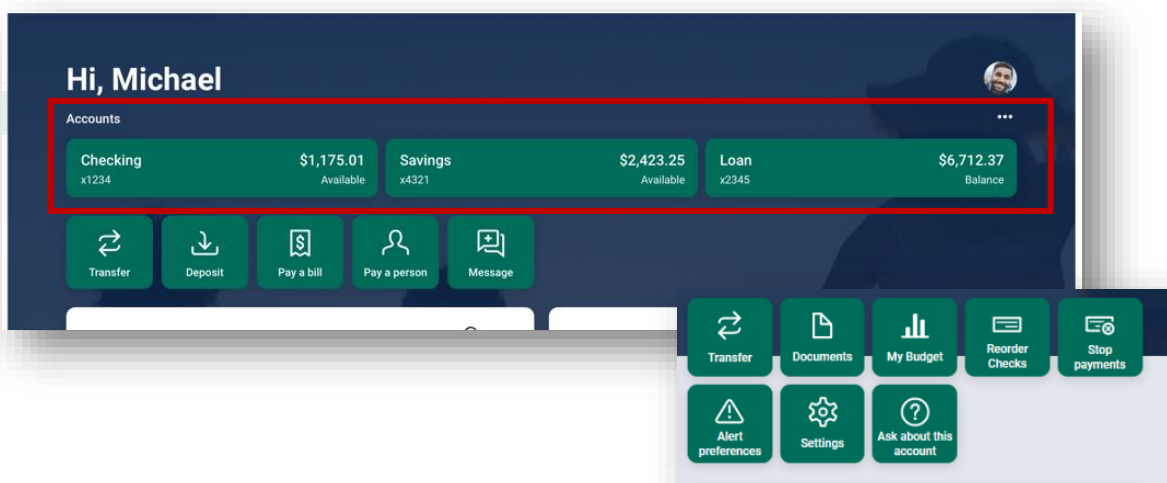 Hi, Michael
Accounts
Checking $1,175.01 Savings $2,423.25 Loan $6,712.37
x1234 Available x4321 Available x2345 Balance
Transfer Deposit Pay a bill Pay a person Message
Transfer Documents My Budget Reorder Checks Stop payments
Alert preferences Settings Ask about this account